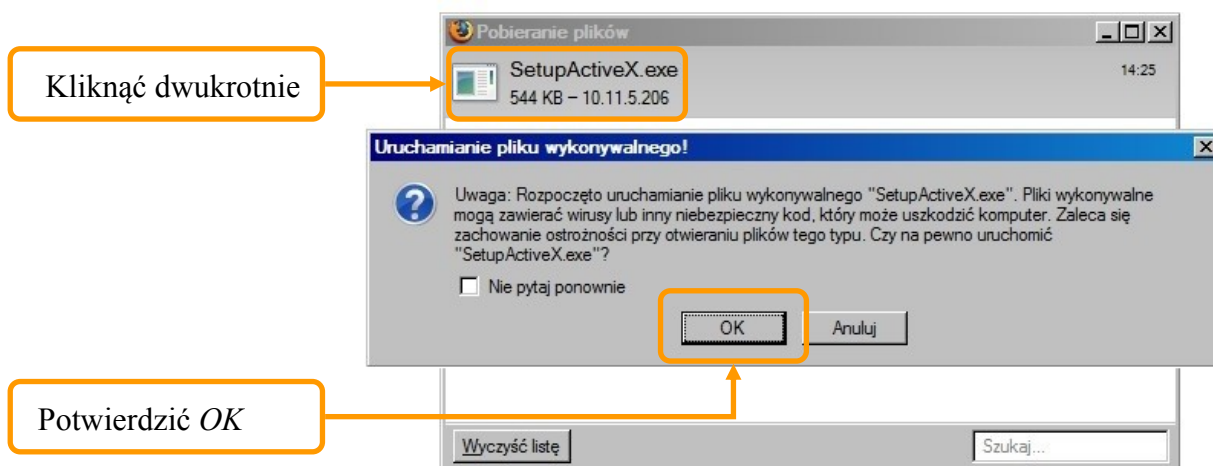 Pobieranie plików
Kliknąć dwukrotnie
SetupActiveX.exe
14:25
544 KB – 10.11.5.206
Uruchamianie pliku wykonywalnego!
Uwaga: Rozpoczęto uruchamianie pliku wykonywalnego "SetupActiveX.exe". Pliki wykonywalne
mogą zawierać wirusy lub inny niebezpieczny kod, który może uszkodzić komputer. Zaleca się
zachowanie ostrożności przy otwieraniu plików tego typu. Czy na pewno uruchomić
"SetupActiveX.exe"?
Nie pytaj ponownie
OK
Anuluj
Potwierdzić OK
Wyczyść listę
Szukaj...